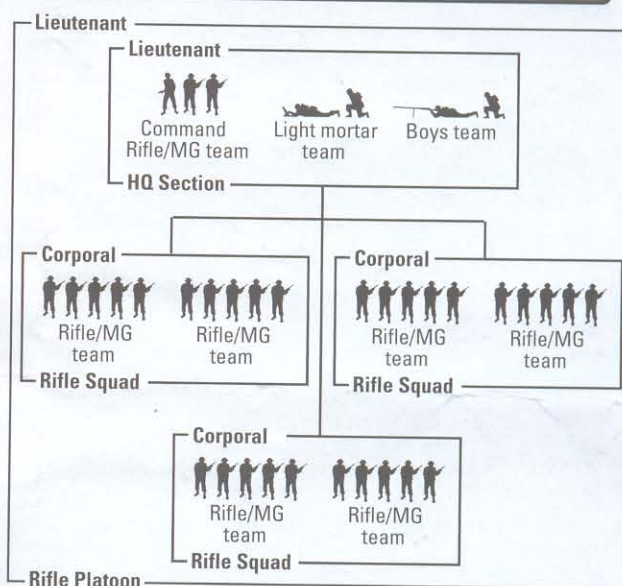 Lieutenant
Lieutenant
Command
Rifle/MG team
Light mortar
team
Boys team
HQ Section
Corporal
Rifle/MG
team
Rifle/MG
team
Rifle Squad
Corporal
Rifle/MG
team
Rifle/MG
team
Rifle Squad
Corporal
Rifle/MG
team
Rifle/MG
team
Rifle Squad
Rifle Platoon